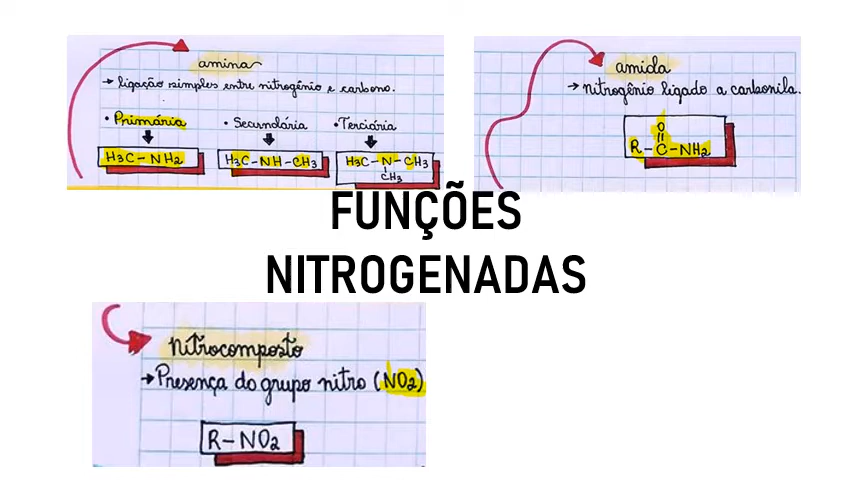 amina
→ ligação simples entre nitrogênio e carbono.
• Primária • Secundária • Terciária
H3C - NH2 H3C - NH - CH3 H3C - N - CH3
CH3
amida
→ nitrogênio ligado a carbonila.
O
R - C - NH2
FUNÇÕES
NITROGENADAS
Nitrocomposto
→ Presença do grupo nitro (NO2)
R - NO2